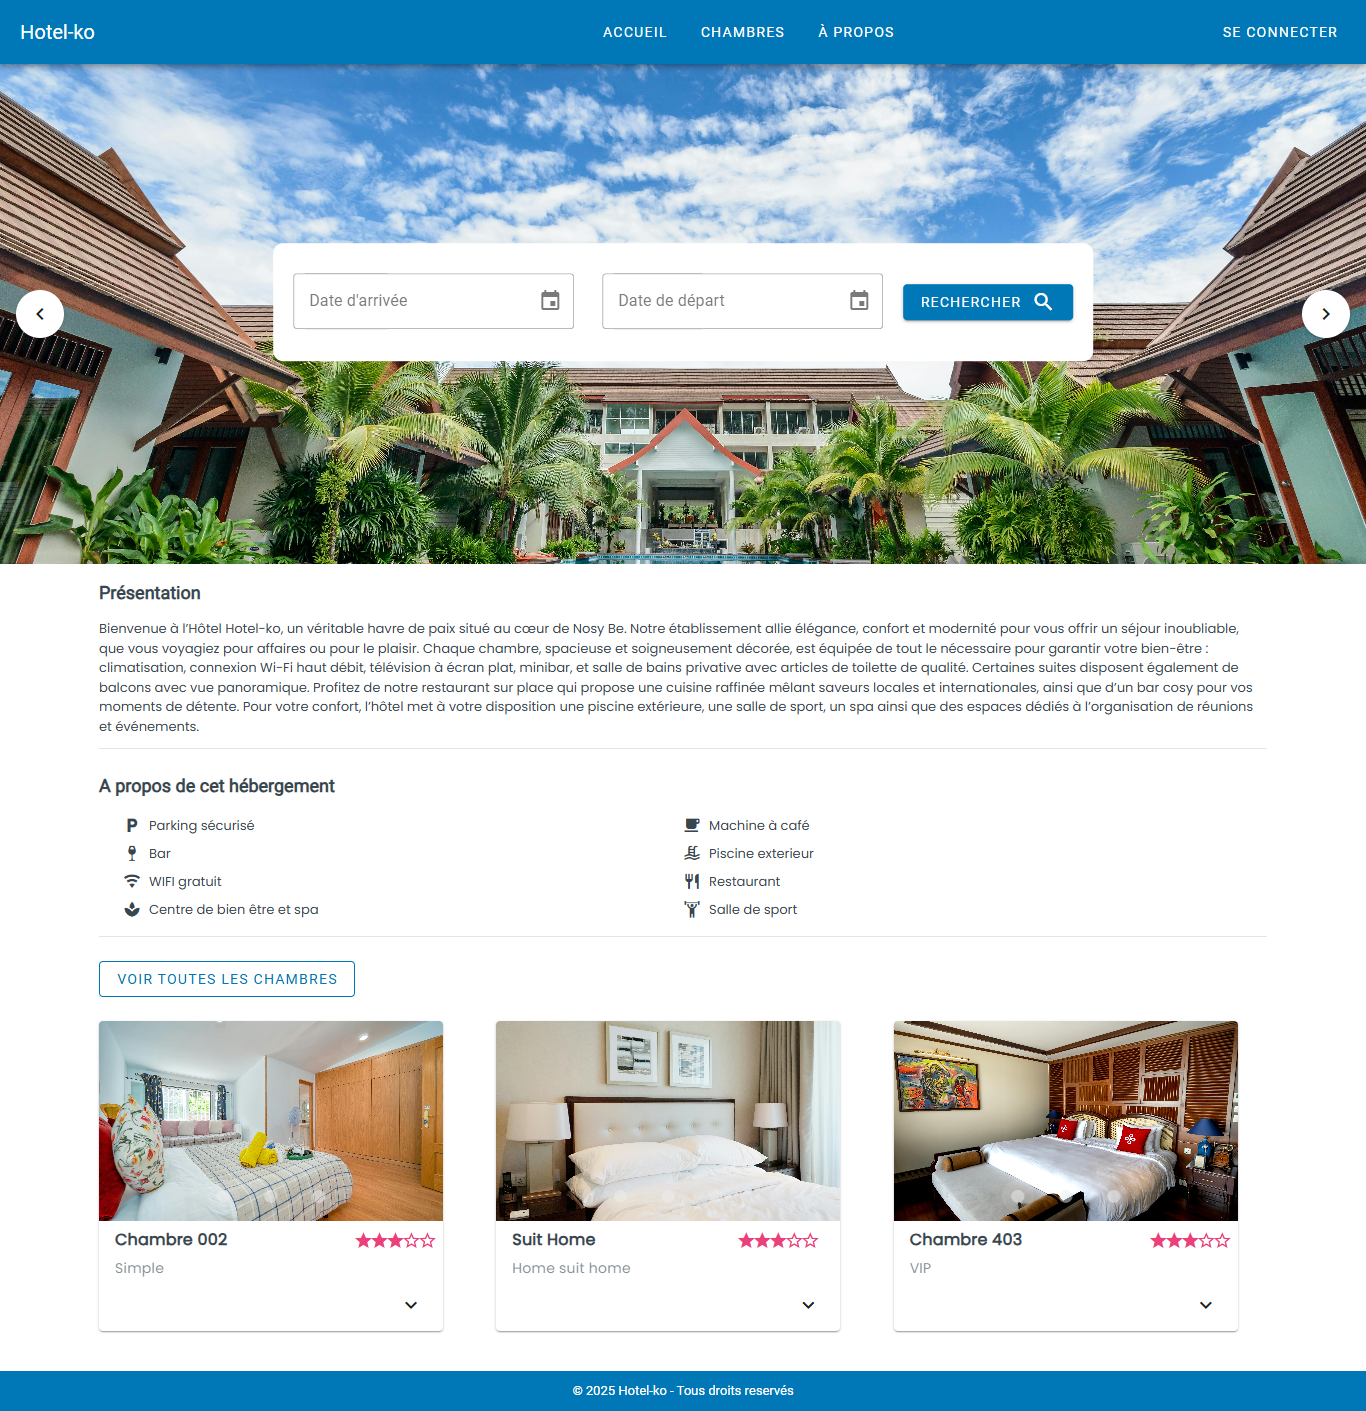 Hotel-ko
ACCUEIL
CHAMBRES
À PROPOS
SE CONNECTER
Date d'arrivée
Date de départ
RECHERCHER
Présentation
Bienvenue à l’Hôtel Hotel-ko, un véritable havre de paix situé au cœur de Nosy Be. Notre établissement allie élégance, confort et modernité pour vous offrir un séjour inoubliable,
que vous voyagiez pour affaires ou pour le plaisir. Chaque chambre, spacieuse et soigneusement décorée, est équipée de tout le nécessaire pour garantir votre bien-être :
climatisation, connexion Wi-Fi haut débit, télévision à écran plat, minibar, et salle de bains privative avec articles de toilette de qualité. Certaines suites disposent également de
balcons avec vue panoramique. Profitez de notre restaurant sur place qui propose une cuisine raffinée mêlant saveurs locales et internationales, ainsi que d’un bar cosy pour vos
moments de détente. Pour votre confort, l’hôtel met à votre disposition une piscine extérieure, une salle de sport, un spa ainsi que des espaces dédiés à l’organisation de réunions
et événements.
A propos de cet hébergement
Parking sécurisé
Machine à café
Bar
Piscine exterieur
WIFI gratuit
Restaurant
Centre de bien être et spa
Salle de sport
VOIR TOUTES LES CHAMBRES
Chambre 002
Simple
Suit Home
Home suit home
Chambre 403
VIP
© 2025 Hotel-ko - Tous droits reservés